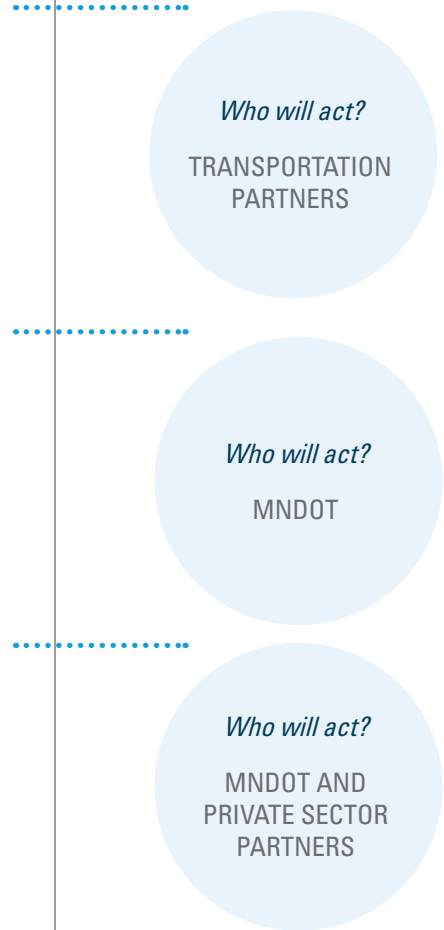 Who will act?
TRANSPORTATION
PARTNERS
Who will act?
MNDOT
Who will act?
MNDOT AND
PRIVATE SECTOR
PARTNERS